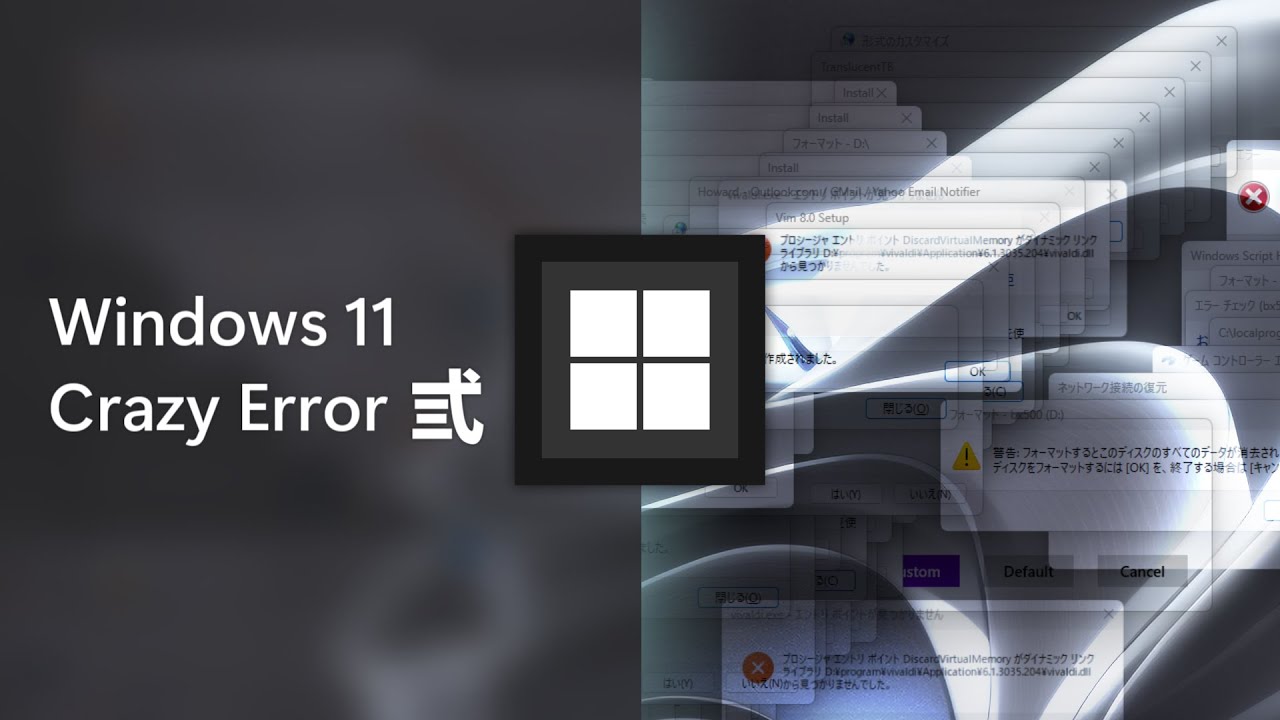 Windows 11
Crazy Error 弐
形式のカスタマイズ
TranslucentTB
Install
Install
フォーマット - D:\
Install
Howard - Outlook.com / GMail / Yahoo Email Notifier
Vim 8.0 Setup
プロシージャ エントリ ポイント DiscardVirtualMemory がダイナミック リンク
ライブラリ D:¥program¥vivaldi¥Application¥6.1.3035.204¥vivaldi.dll
から見つかりませんでした。
Windows Script
フォーマット -
エラー チェック (bx5
C:\localprog
ゲーム コントローラー
OK
を使
作成されました。
OK
る(C)
閉じる(O)
ネットワーク接続の復元
フォーマット - bx500 (D:)
警告: フォーマットするとこのディスクのすべてのデータが消去され
ディスクをフォーマットするには [OK] を、終了する場合は [キャン
OK
はい(Y)
いいえ(N)
ustom
Default
Cancel
る(C)
閉じる(O)
vivaldi.exe - エントリ ポイントが見つかりません
プロシージャ エントリ ポイント DiscardVirtualMemory がダイナミック リンク
ライブラリ D:¥program¥vivaldi¥Application¥6.1.3035.204¥vivaldi.dll
から見つかりませんでした。
はい(Y)
いいえ(N)